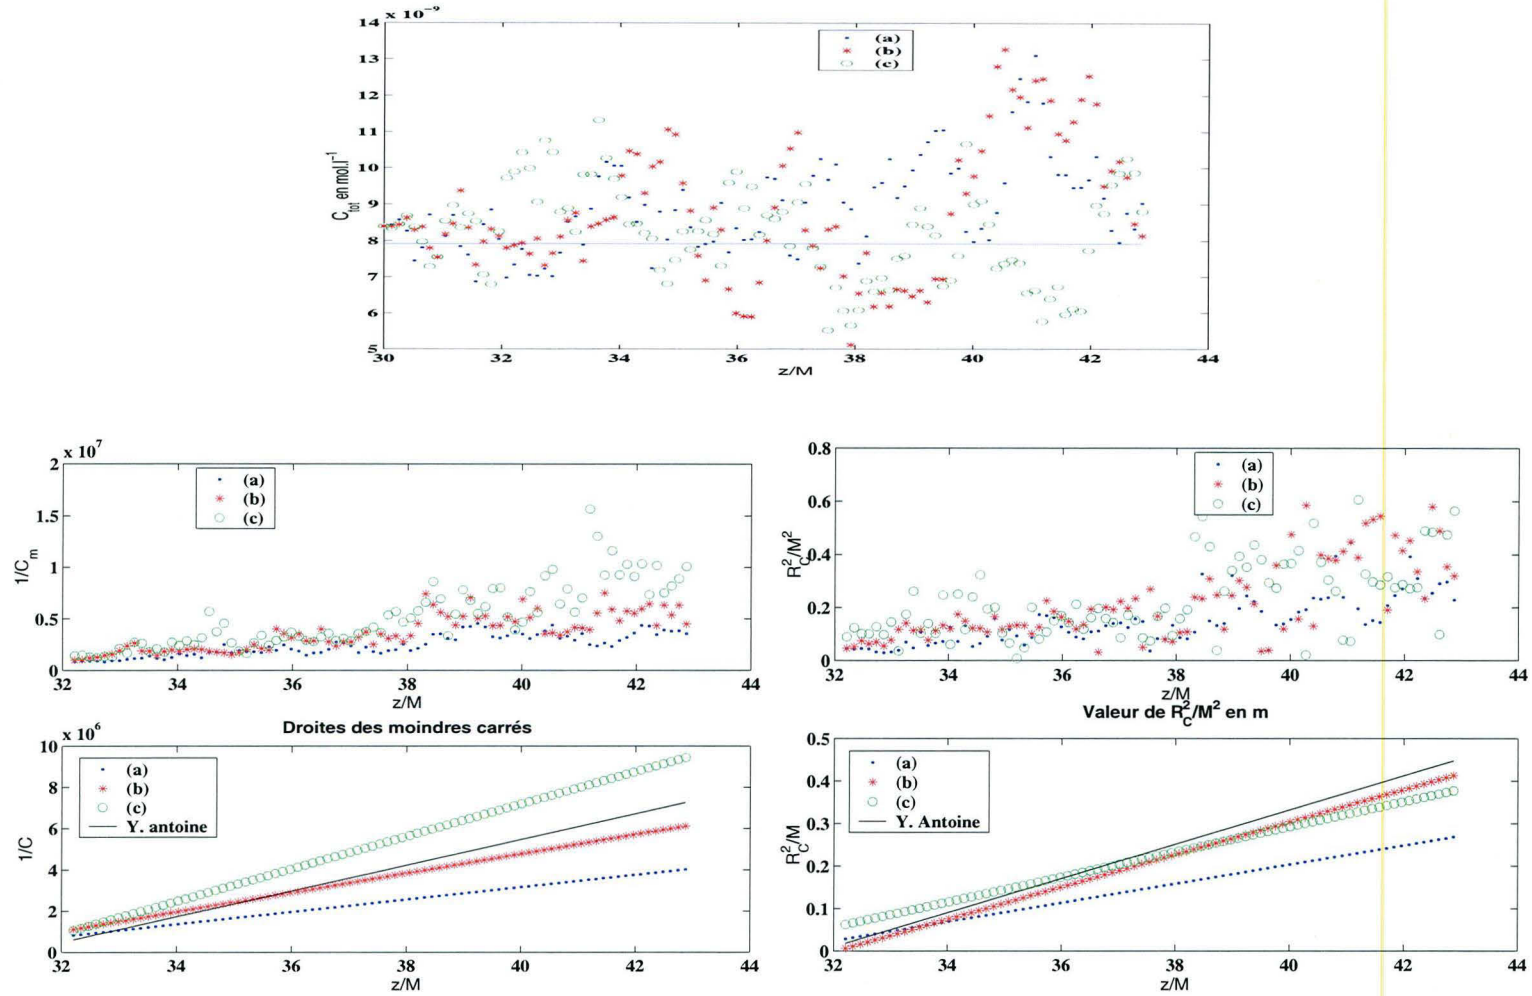 x 10⁻⁹
14
13
12
11
10
9
8
7
6
5
C_tot en mol.l⁻¹
(a)
(b)
(c)
30 32 34 36 38 40 42 44
z/M
x 10⁷
2
1.5
1
0.5
0
1/C_m
(a)
(b)
(c)
32 34 36 38 40 42 44
z/M
0.8
0.6
0.4
0.2
0
R_C²/M²
(a)
(b)
(c)
32 34 36 38 40 42 44
z/M
Droites des moindres carrés
x 10⁶
10
8
6
4
2
0
1/C
(a)
(b)
(c)
Y. antoine
32 34 36 38 40 42 44
z/M
Valeur de R_C²/M² en m
0.5
0.4
0.3
0.2
0.1
0
R_C²/M
(a)
(b)
(c)
Y. Antoine
32 34 36 38 40 42 44
z/M